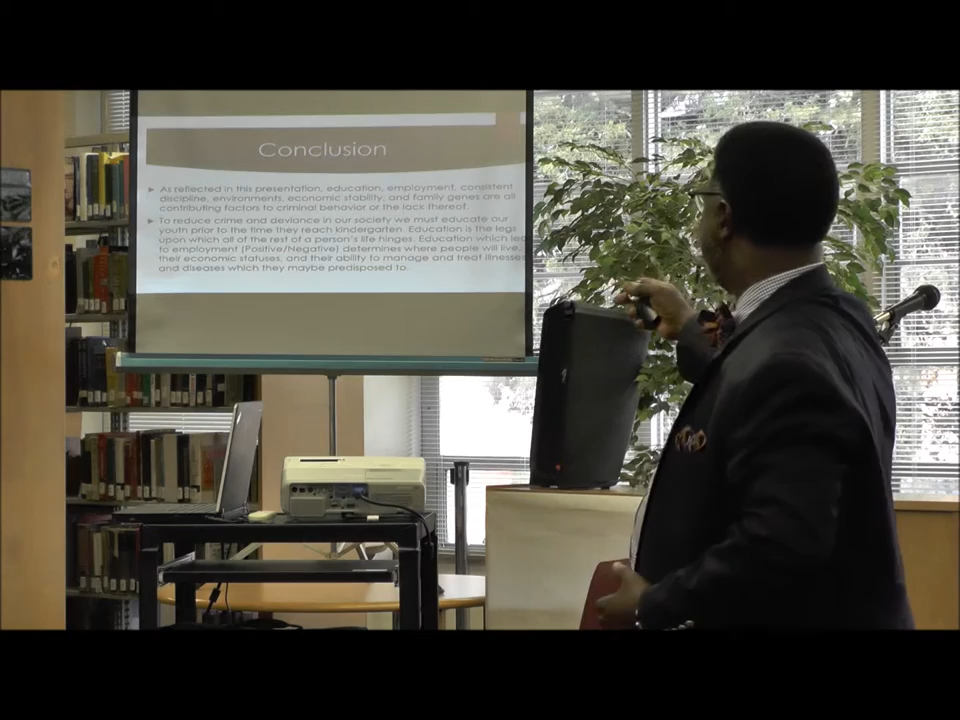 Conclusion
As reflected in this presentation, education, employment, consistent
discipline, environments, economic stability, and family genes are all
contributing factors to criminal behavior or the lack thereof.
To reduce crime and deviance in our society we must educate our
youth prior to the time they reach kindergarten. Education is the legs
upon which all of the rest of a person's life hinges. Education which lea
to employment (Positive/Negative) determines where people will live,
their economic statuses, and their ability to manage and treat illnesses
and diseases which they maybe predisposed to.